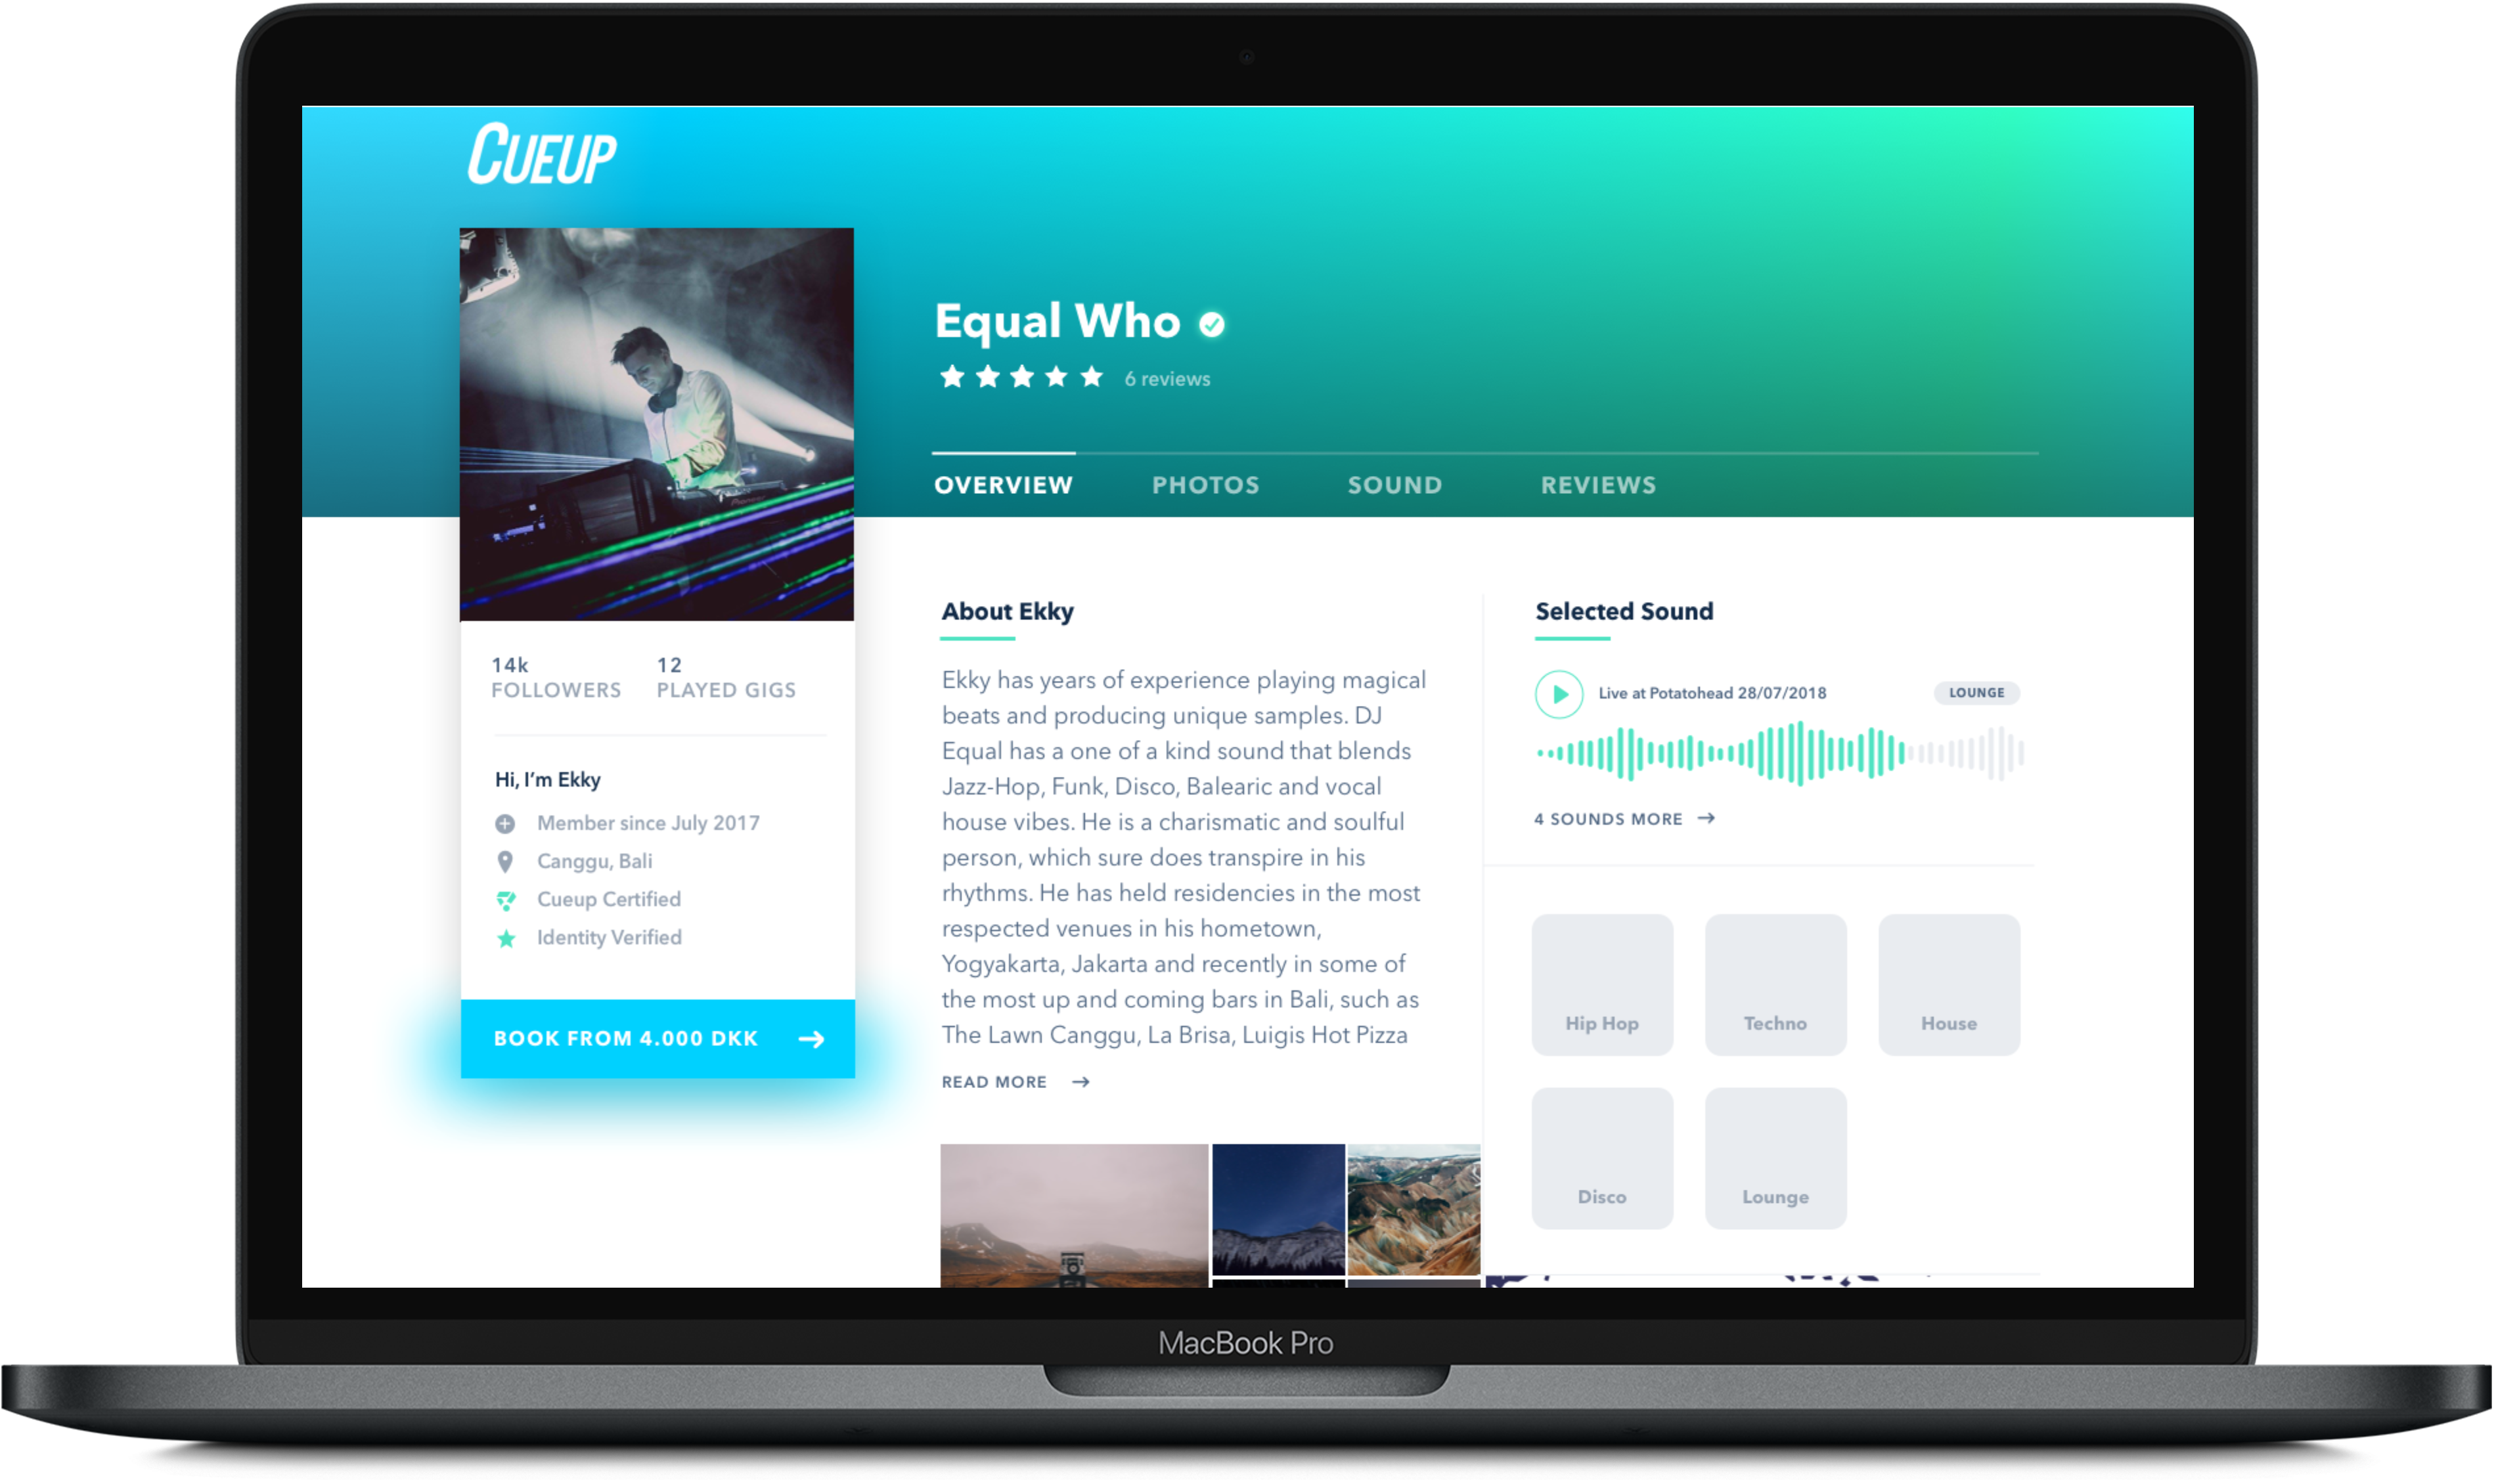 CUEUP
Equal Who
6 reviews
OVERVIEW
PHOTOS
SOUND
REVIEWS
14k
FOLLOWERS
12
PLAYED GIGS
Hi, I'm Ekky
Member since July 2017
Canggu, Bali
Cueup Certified
Identity Verified
BOOK FROM 4.000 DKK
About Ekky
Ekky has years of experience playing magical
beats and producing unique samples. DJ
Equal has a one of a kind sound that blends
Jazz-Hop, Funk, Disco, Balearic and vocal
house vibes. He is a charismatic and soulful
person, which sure does transpire in his
rhythms. He has held residencies in the most
respected venues in his hometown,
Yogyakarta, Jakarta and recently in some of
the most up and coming bars in Bali, such as
The Lawn Canggu, La Brisa, Luigis Hot Pizza
READ MORE
Selected Sound
Live at Potatohead 28/07/2018
LOUNGE
4 SOUNDS MORE
Hip Hop
Techno
House
Disco
Lounge
MacBook Pro